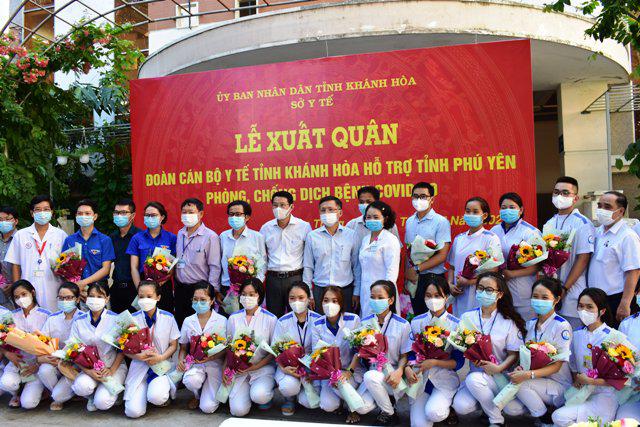 ỦY BAN NHÂN DÂN TỈNH KHÁNH HÒA
SỞ Y TẾ
LỄ XUẤT QUÂN
ĐOÀN CÁN BỘ Y TẾ TỈNH KHÁNH HÒA HỖ TRỢ TỈNH PHÚ YÊN
PHÒNG, CHỐNG DỊCH BỆNH COVID